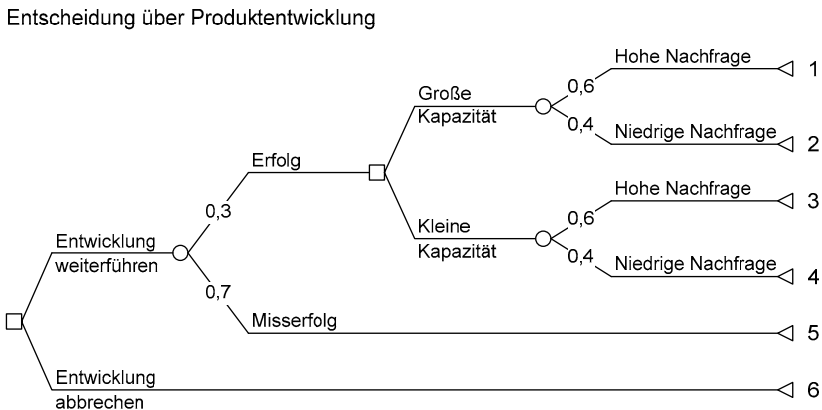 Entscheidung über Produktentwicklung
Hohe Nachfrage
1
0,6
Große
Kapazität
0,4
Niedrige Nachfrage
2
Erfolg
Hohe Nachfrage
3
0,3
0,6
Kleine
Kapazität
0,4
Niedrige Nachfrage
4
Entwicklung
weiterführen
0,7
Misserfolg
5
Entwicklung
abbrechen
6